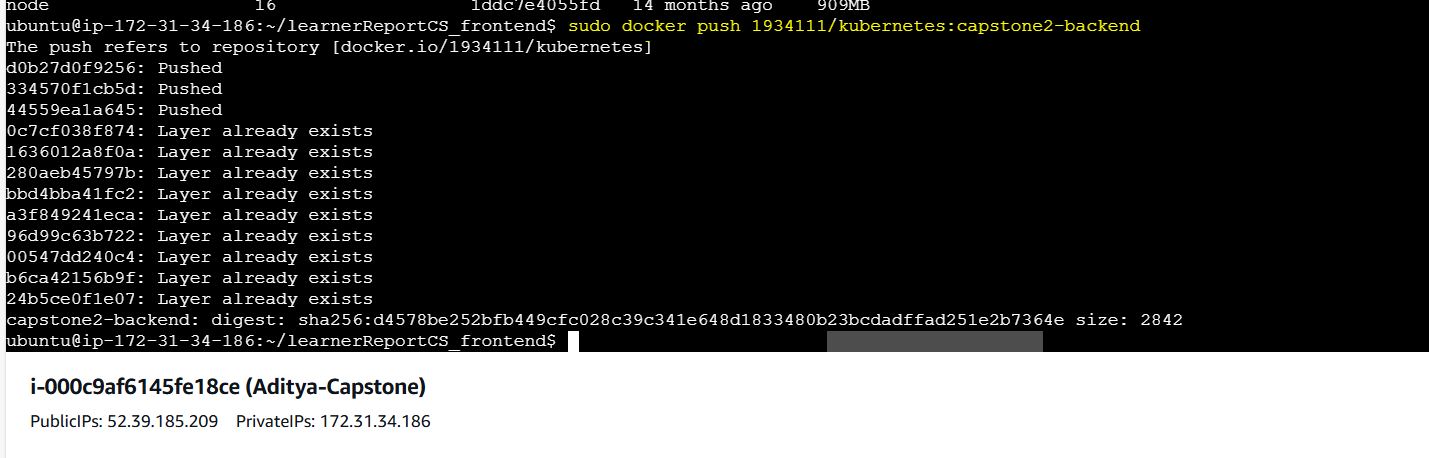 node 16 1ddc7e4055fd 14 months ago 909MB
ubuntu@ip-172-31-34-186:~/learnerReportCS_frontend$ sudo docker push 1934111/kubernetes:capstone2-backend
The push refers to repository [docker.io/1934111/kubernetes]
d0b27d0f9256: Pushed
334570f1cb5d: Pushed
44559ea1a645: Pushed
0c7cf038f874: Layer already exists
1636012a8f0a: Layer already exists
280aeb45797b: Layer already exists
bbd4bba41fc2: Layer already exists
a3f849241eca: Layer already exists
96d99c63b722: Layer already exists
00547dd240c4: Layer already exists
b6ca42156b9f: Layer already exists
24b5ce0f1e07: Layer already exists
capstone2-backend: digest: sha256:d4578be252bfb449cfc028c39c341e648d1833480b23bcdadffad251e2b7364e size: 2842
ubuntu@ip-172-31-34-186:~/learnerReportCS_frontend$
i-000c9af6145fe18ce (Aditya-Capstone)
PublicIPs: 52.39.185.209 PrivateIPs: 172.31.34.186